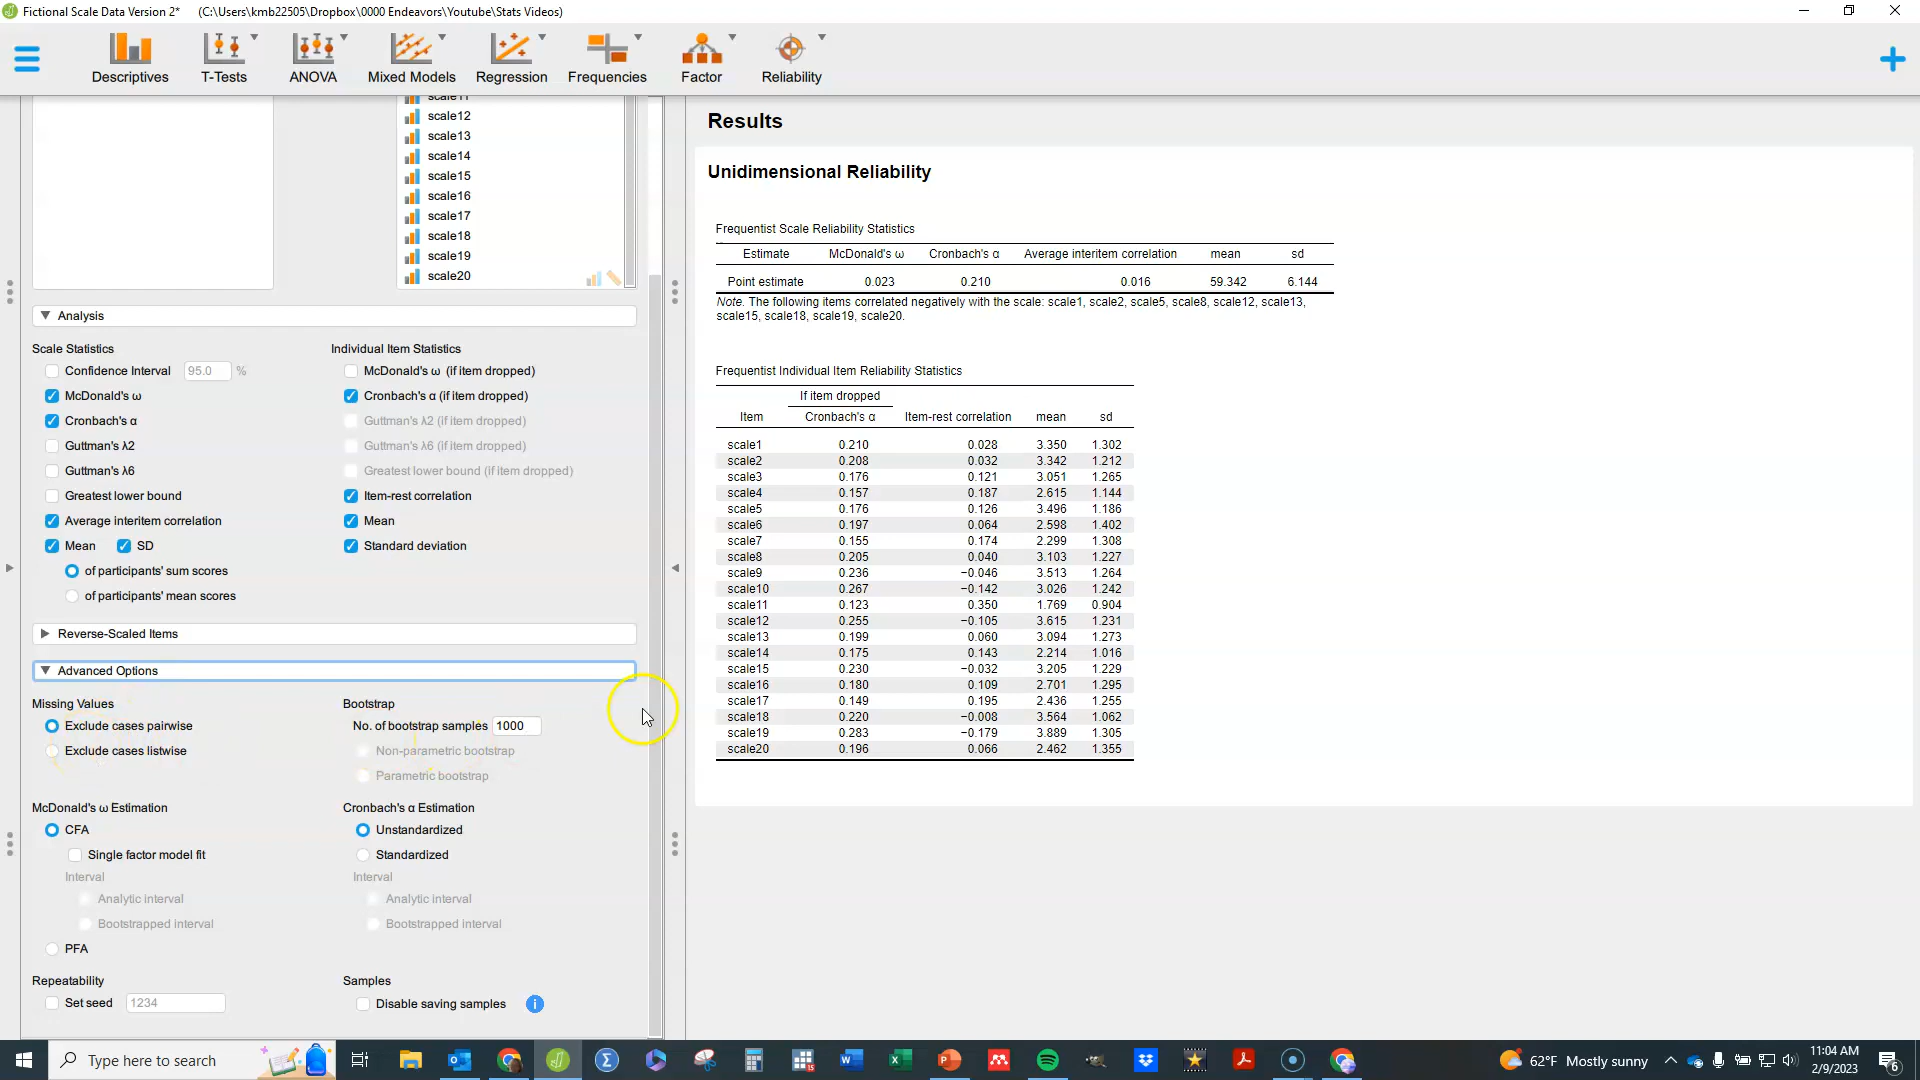 Fictional Scale Data Version 2* (C:\Users\kmb22505\Dropbox\0000 Endeavors\Youtube\Stats Videos)
Descriptives T-Tests ANOVA Mixed Models Regression Frequencies Factor Reliability
scale11
scale12
scale13
scale14
scale15
scale16
scale17
scale18
scale19
scale20
Analysis
Scale Statistics
Confidence Interval 95.0 %
McDonald's ω
Cronbach's α
Guttman's λ2
Guttman's λ6
Greatest lower bound
Average interitem correlation
Mean SD
of participants' sum scores
of participants' mean scores
Individual Item Statistics
McDonald's ω (if item dropped)
Cronbach's α (if item dropped)
Guttman's λ2 (if item dropped)
Guttman's λ6 (if item dropped)
Greatest lower bound (if item dropped)
Item-rest correlation
Mean
Standard deviation
Reverse-Scaled Items
Advanced Options
Missing Values
Exclude cases pairwise
Exclude cases listwise
Bootstrap
No. of bootstrap samples 1000
Non-parametric bootstrap
Parametric bootstrap
McDonald's ω Estimation
CFA
Single factor model fit
Interval
Analytic interval
Bootstrapped interval
PFA
Cronbach's α Estimation
Unstandardized
Standardized
Interval
Analytic interval
Bootstrapped interval
Repeatability
Set seed 1234
Samples
Disable saving samples i
Results
Unidimensional Reliability
Frequentist Scale Reliability Statistics
Estimate McDonald's ω Cronbach's α Average interitem correlation mean sd
Point estimate 0.023 0.210 0.016 59.342 6.144
Note. The following items correlated negatively with the scale: scale1, scale2, scale5, scale8, scale12, scale13,
scale15, scale18, scale19, scale20.
Frequentist Individual Item Reliability Statistics
If item dropped
Item Cronbach's α Item-rest correlation mean sd
scale1 0.210 0.028 3.350 1.302
scale2 0.208 0.032 3.342 1.212
scale3 0.176 0.121 3.051 1.265
scale4 0.157 0.187 2.615 1.144
scale5 0.176 0.126 3.496 1.186
scale6 0.197 0.064 2.598 1.402
scale7 0.155 0.174 2.299 1.308
scale8 0.205 0.040 3.103 1.227
scale9 0.236 −0.046 3.513 1.264
scale10 0.267 −0.142 3.026 1.242
scale11 0.123 0.350 1.769 0.904
scale12 0.255 −0.105 3.615 1.231
scale13 0.199 0.060 3.094 1.273
scale14 0.175 0.143 2.214 1.016
scale15 0.230 −0.032 3.205 1.229
scale16 0.180 0.109 2.701 1.295
scale17 0.149 0.195 2.436 1.255
scale18 0.220 −0.008 3.564 1.062
scale19 0.283 −0.179 3.889 1.305
scale20 0.196 0.066 2.462 1.355
Type here to search
62°F Mostly sunny
11:04 AM
2/9/2023
6